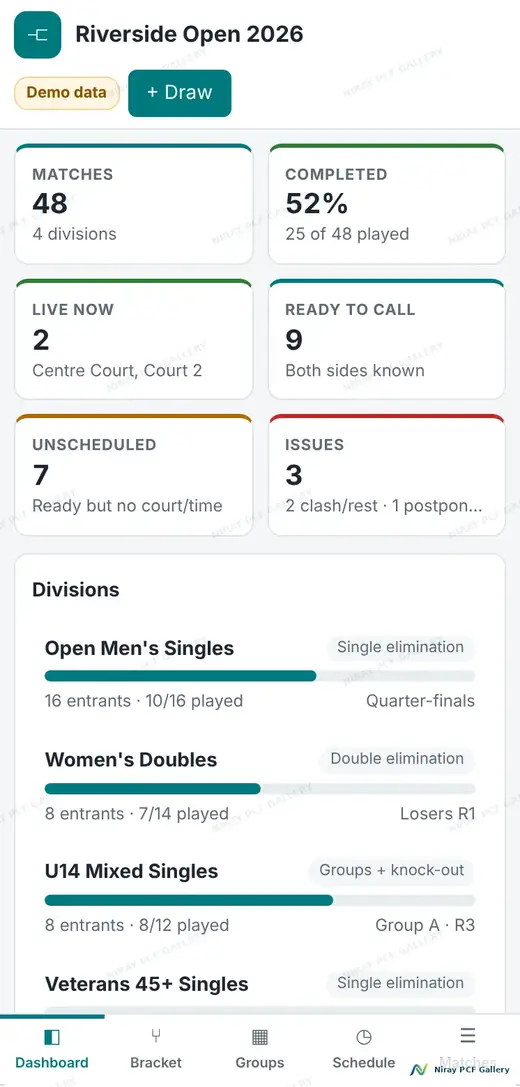 Riverside Open 2026
Demo data
+ Draw
MATCHES
48
4 divisions
COMPLETED
52%
25 of 48 played
LIVE NOW
2
Centre Court, Court 2
READY TO CALL
9
Both sides known
UNSCHEDULED
7
Ready but no court/time
ISSUES
3
2 clash/rest · 1 postpon...
Divisions
Open Men's Singles
Single elimination
16 entrants · 10/16 played
Quarter-finals
Women's Doubles
Double elimination
8 entrants · 7/14 played
Losers R1
U14 Mixed Singles
Groups + knock-out
8 entrants · 8/12 played
Group A · R3
Veterans 45+ Singles
Single elimination
Dashboard
Bracket
Groups
Schedule
Matches
Niray PCF Gallery